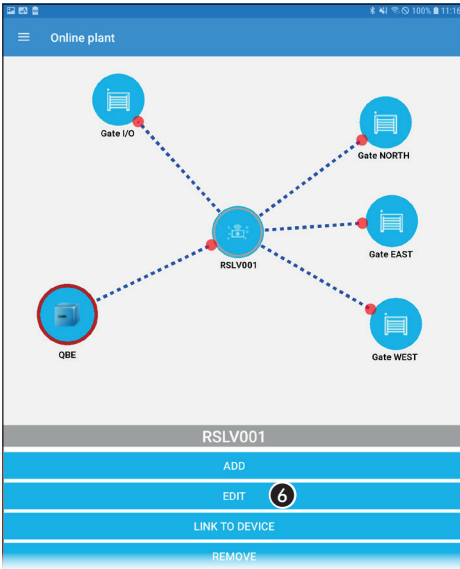 100% 11:16
Online plant
Gate I/O
Gate NORTH
Gate EAST
RSLV001
QBE
Gate WEST
RSLV001
ADD
EDIT 6
LINK TO DEVICE
REMOVE